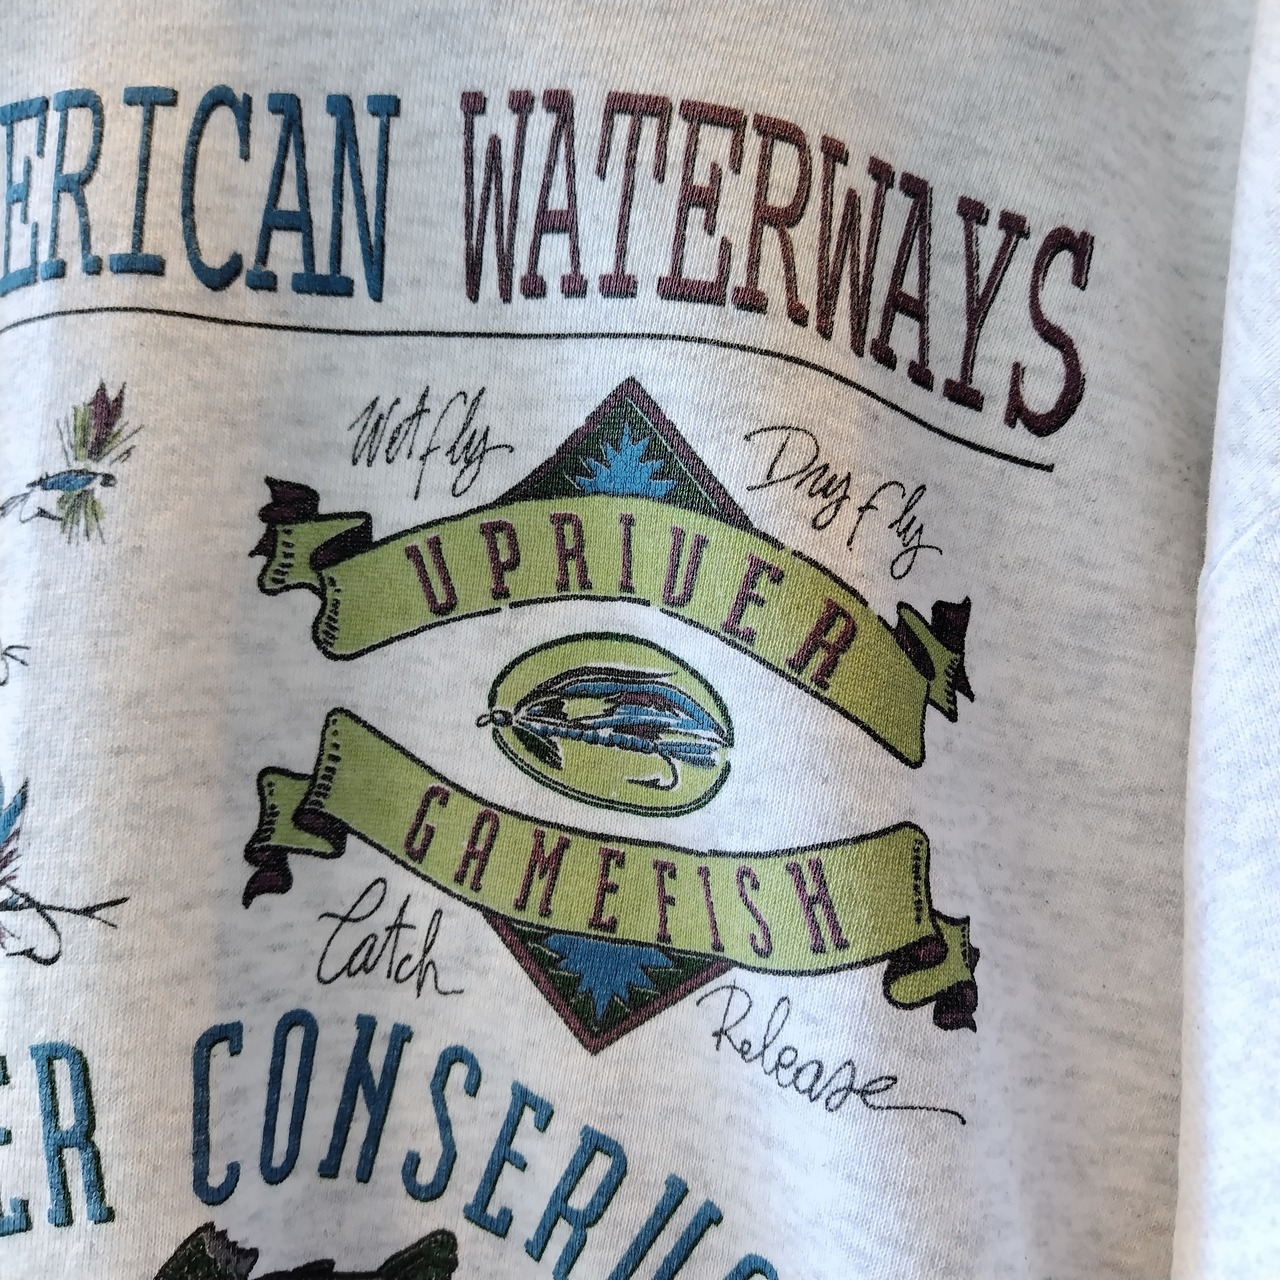 ERICAN WATERWAYS
Wet fly
Dry fly
UPRIVER
GAMEFISH
Catch
Release
ER CONSERV